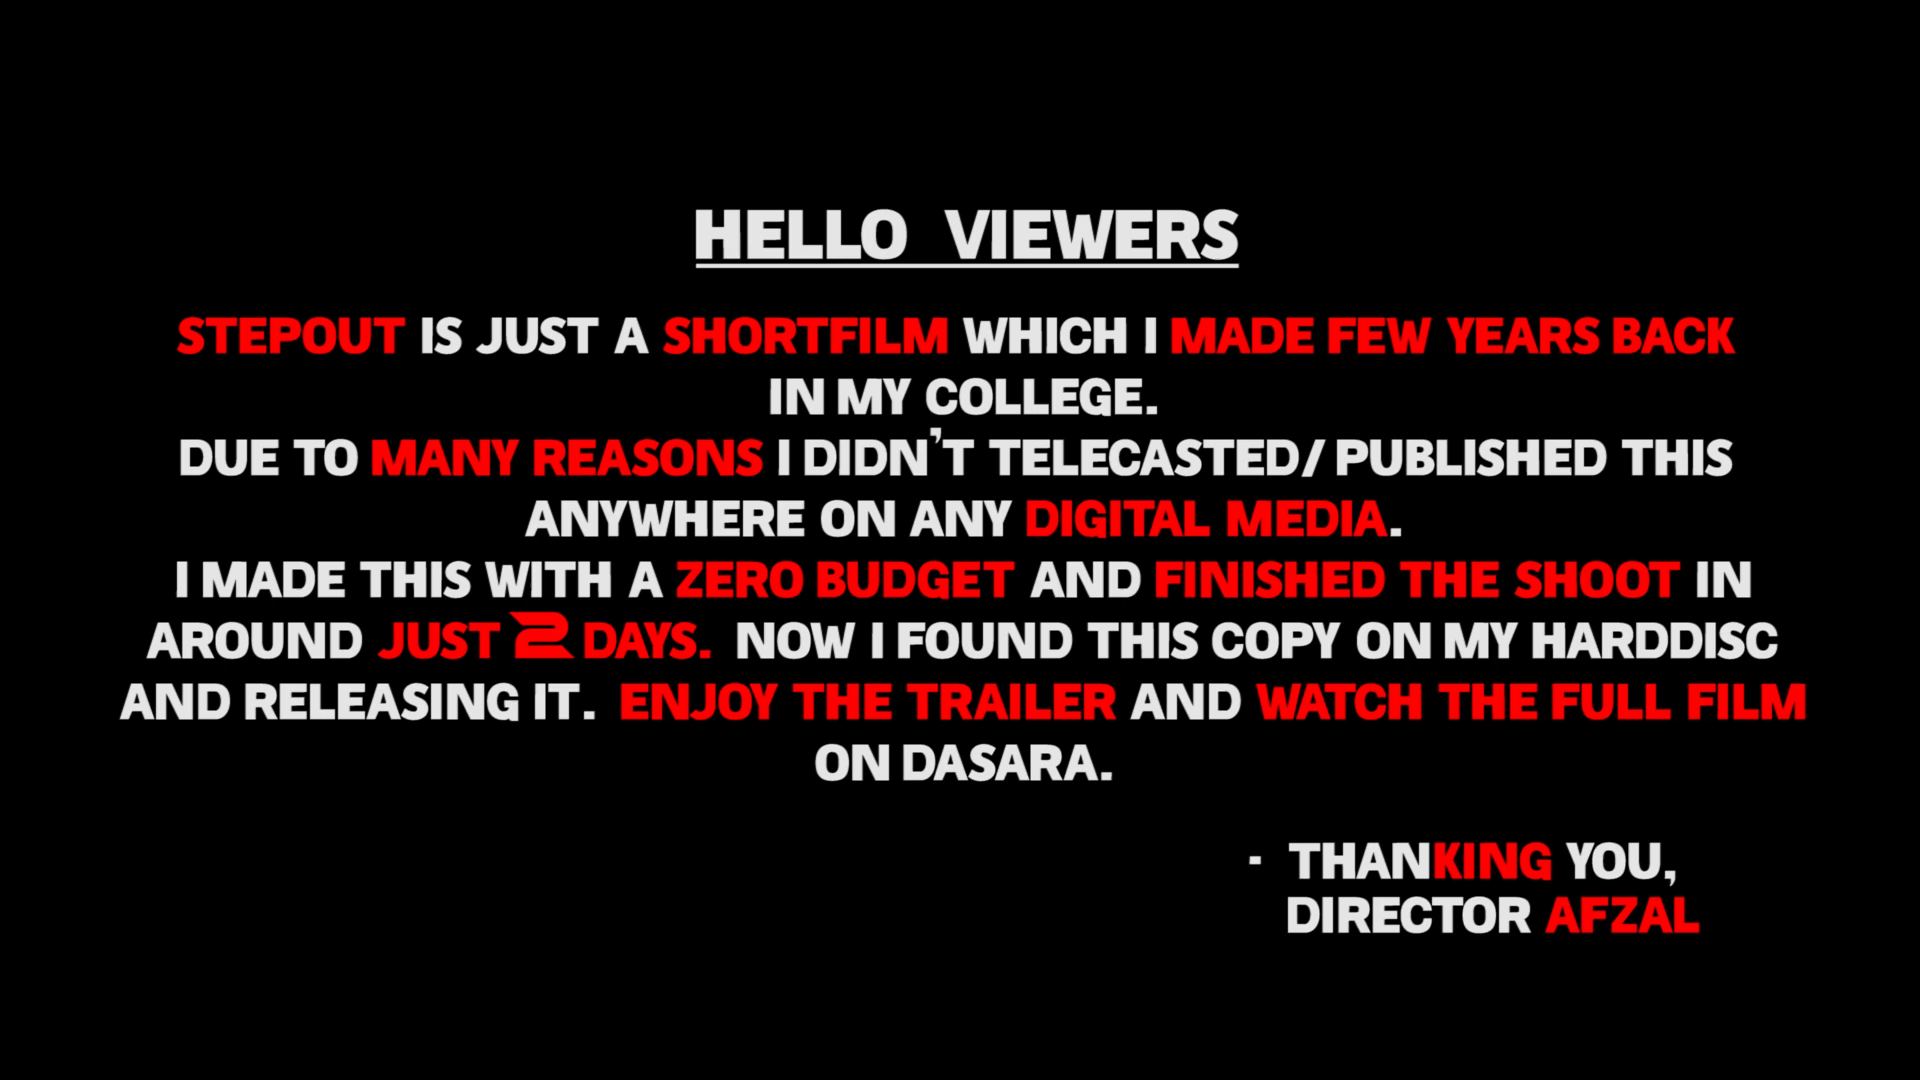 HELLO VIEWERS
STEPOUT IS JUST A SHORTFILM WHICH I MADE FEW YEARS BACK
IN MY COLLEGE.
DUE TO MANY REASONS I DIDN'T TELECASTED/ PUBLISHED THIS
ANYWHERE ON ANY DIGITAL MEDIA.
I MADE THIS WITH A ZERO BUDGET AND FINISHED THE SHOOT IN
AROUND JUST 2 DAYS. NOW I FOUND THIS COPY ON MY HARDDISC
AND RELEASING IT. ENJOY THE TRAILER AND WATCH THE FULL FILM
ON DASARA.
- THANKING YOU,
DIRECTOR AFZAL